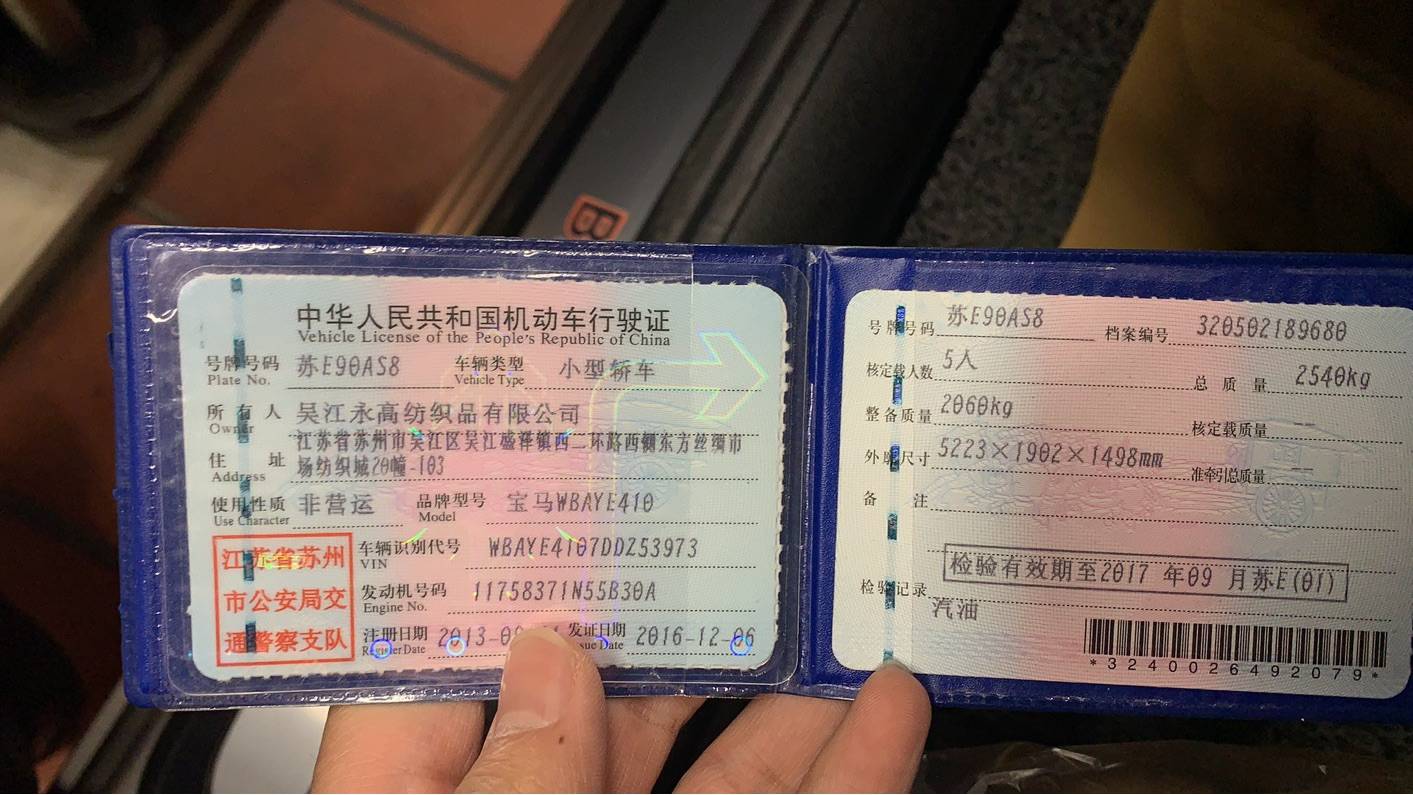 B
中华人民共和国机动车行驶证
Vehicle License of the People's Republic of China
号牌号码 苏E90AS8 车辆类型 小型轿车
Plate No. Vehicle Type
所有人 吴江永高纺织品有限公司
Owner
江苏省苏州市吴江区吴江盛泽镇西二环路西侧东方丝绸市
住址 场纺织城20幢-103
Address
使用性质 非营运 品牌型号 宝马WBAYE410
Use Character Model
江苏省苏州
市公安局交
通警察支队
车辆识别代号 WBAYE4107DDZ53973
VIN
发动机号码 11758371N55B30A
Engine No.
注册日期 2013-0 发证日期 2016-12-06
Register Date Issue Date
号牌号码 苏E90AS8 档案编号 320502189680
核定载人数 5人 总质量 2540kg
整备质量 2060kg 核定载质量 --
外廓尺寸 5223×1902×1498mm 准牵引总质量 --
备注
检验有效期至2017 年09 月苏E(01)
检验记录
汽油
*3240026492079*